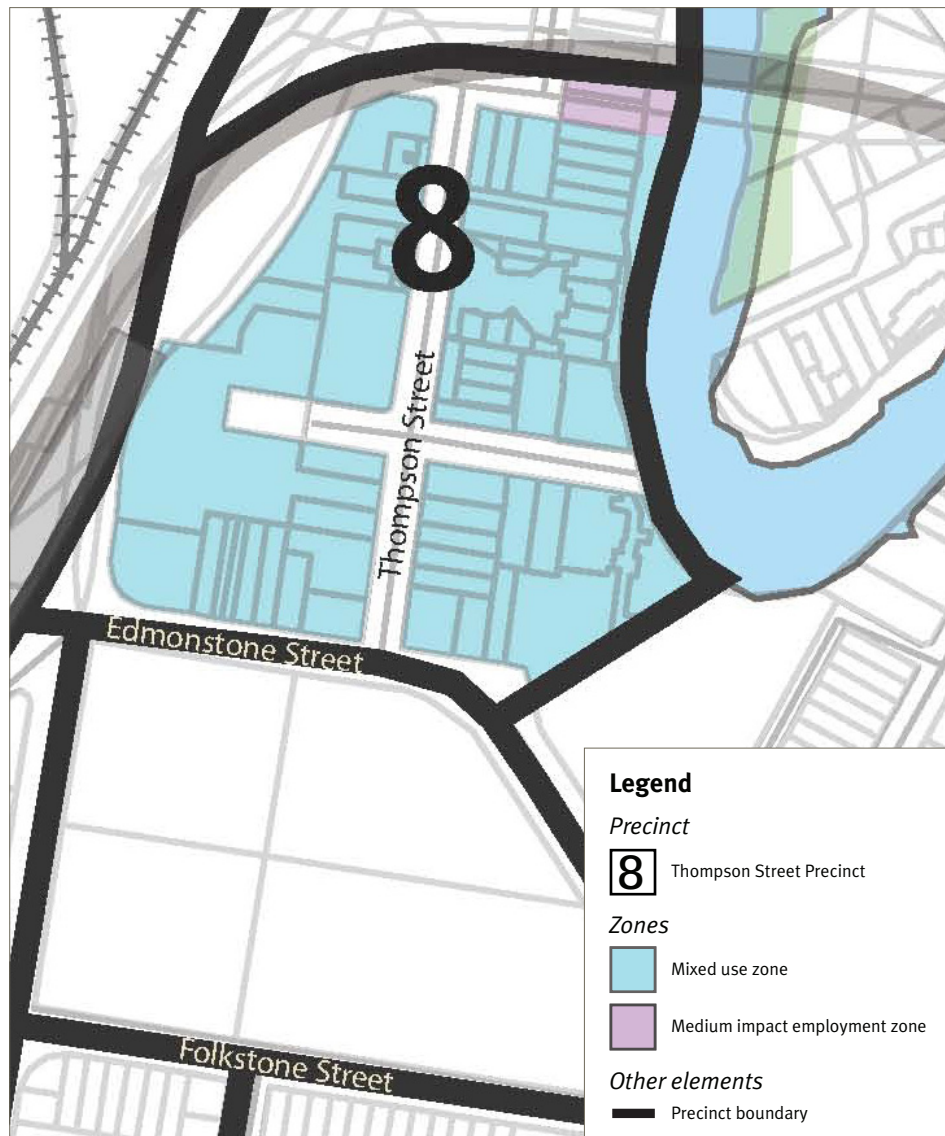 8
Thompson Street
Edmonstone Street
Folkstone Street
Legend
Precinct
8 Thompson Street Precinct
Zones
Mixed use zone
Medium impact employment zone
Other elements
Precinct boundary